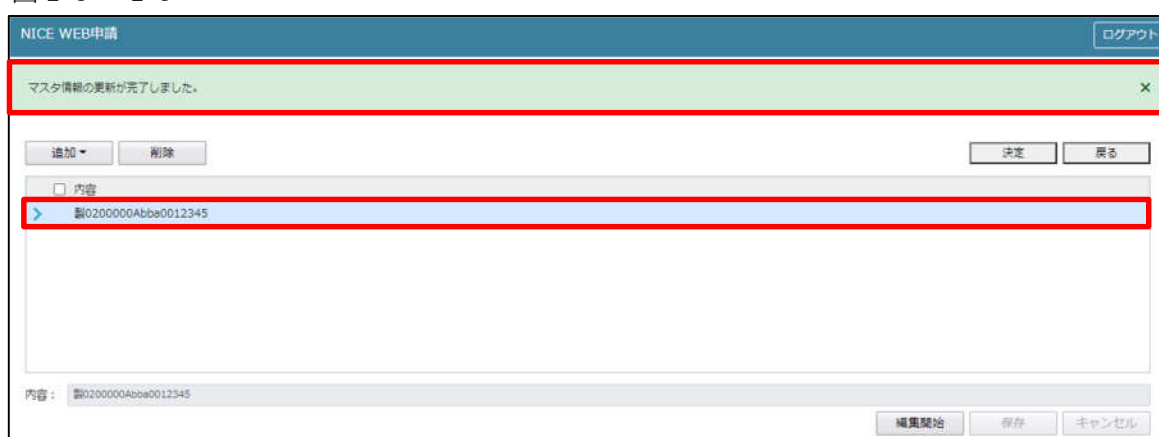 NICE WEB申請
ログアウト
マスタ情報の更新が完了しました。
×
追加
削除
決定
戻る
内容
製0200000Abba0012345
内容：
製0200000Abba0012345
編集開始
保存
キャンセル